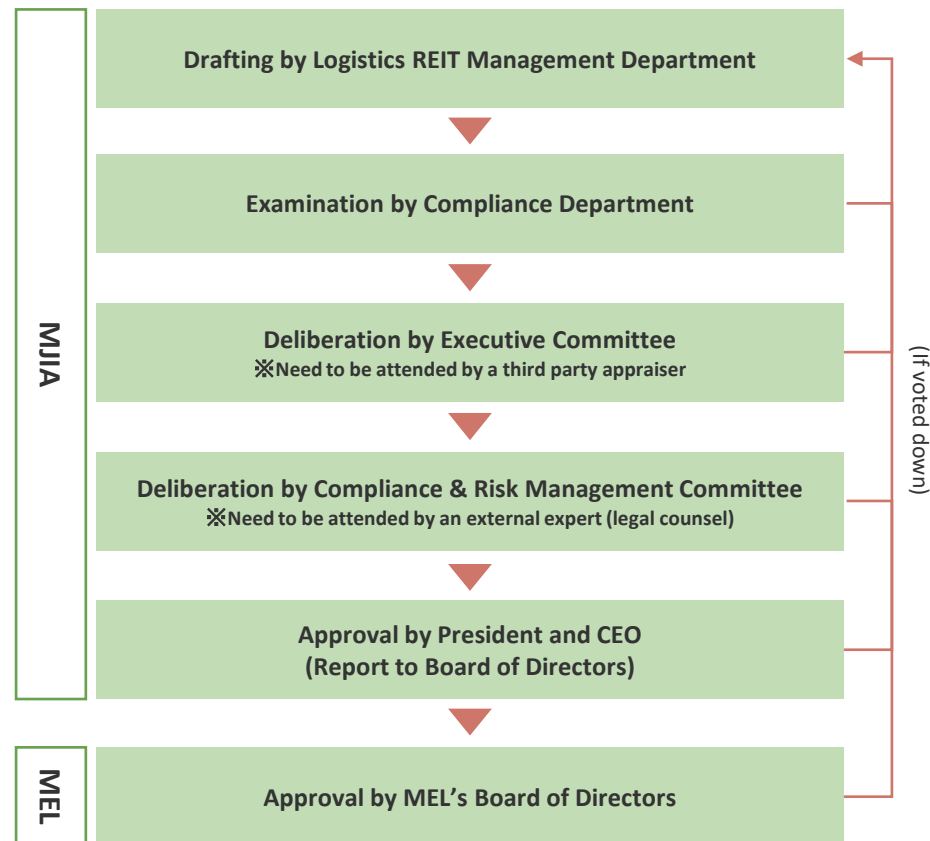 Drafting by Logistics REIT Management Department
Examination by Compliance Department
Deliberation by Executive Committee
※Need to be attended by a third party appraiser
Deliberation by Compliance & Risk Management Committee
※Need to be attended by an external expert (legal counsel)
Approval by President and CEO
(Report to Board of Directors)
Approval by MEL's Board of Directors
MJIA
MEL
(If voted down)